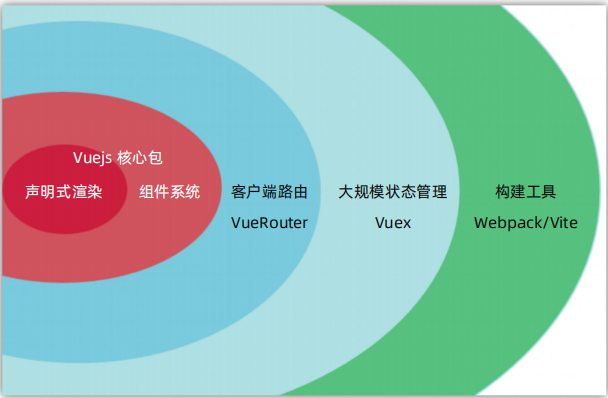 Vuejs 核心包
声明式渲染
组件系统
客户端路由
VueRouter
大规模状态管理
Vuex
构建工具
Webpack/Vite